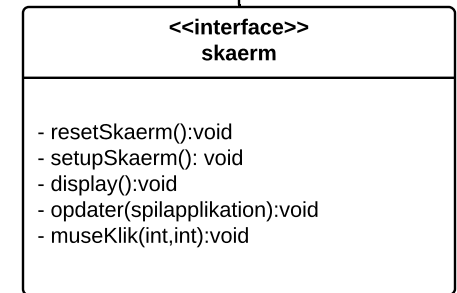 <<interface>>
skaerm
- resetSkaerm():void
- setupSkaerm(): void
- display():void
- opdater(spilapplikation):void
- museKlik(int,int):void